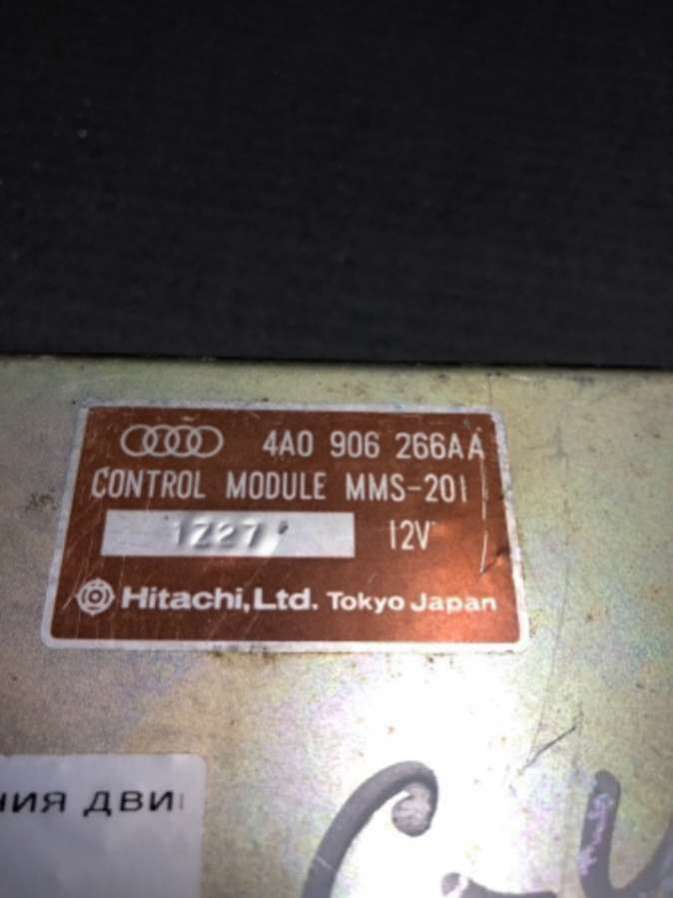 4A0 906 266AA
CONTROL MODULE MMS-201
1Z27
12V
Hitachi, Ltd. Tokyo Japan
ния дви